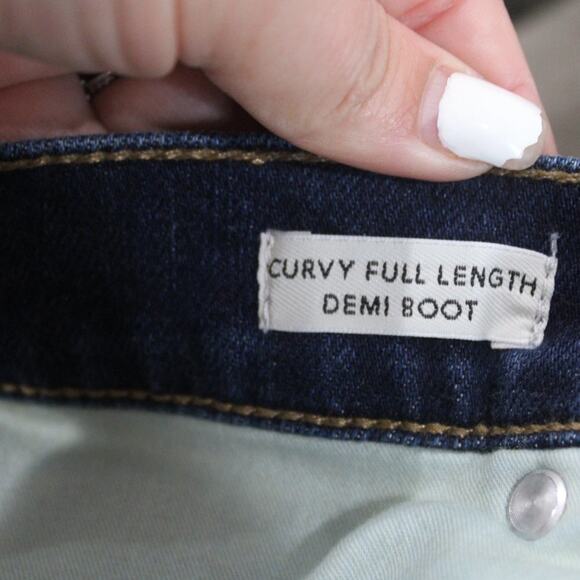 CURVY FULL LENGTH
DEMI BOOT